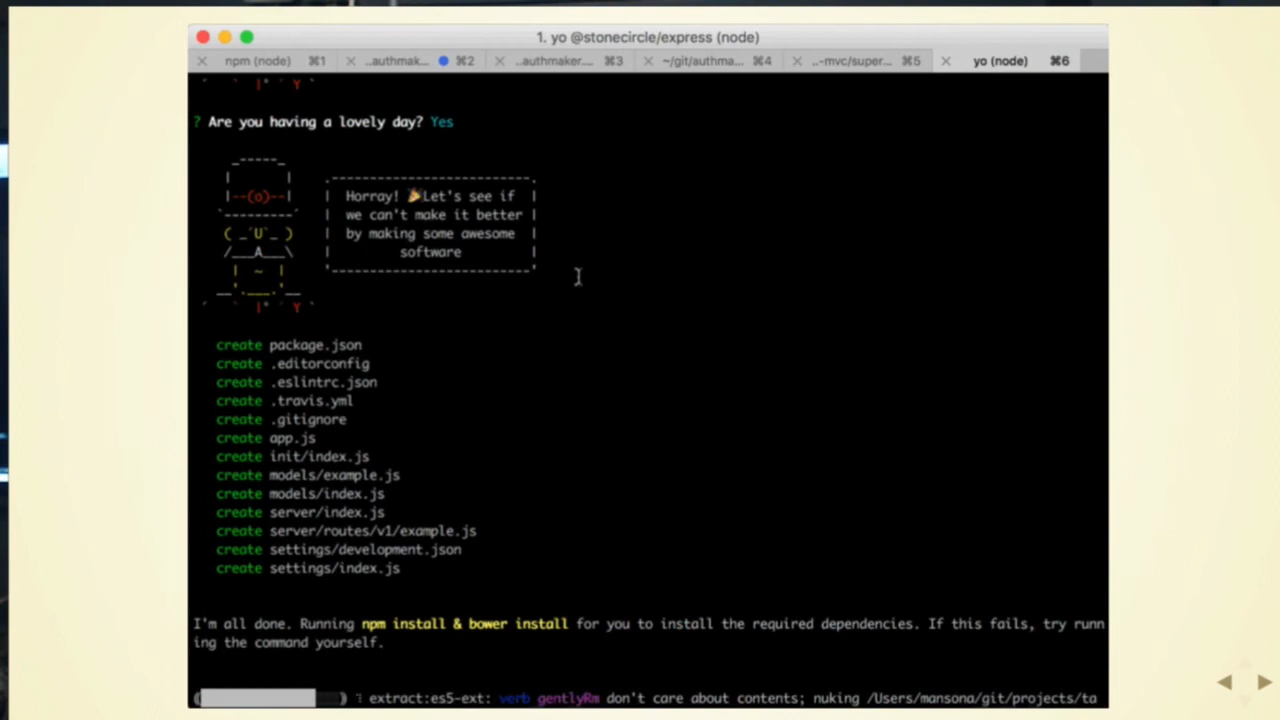 1. yo @stonecircle/express (node)
npm (node) ⌘1 ..authmak... ⌘2 ..authmaker.... ⌘3 ~/git/authma... ⌘4 ..-mvc/super... ⌘5 yo (node) ⌘6
? Are you having a lovely day? Yes
Horray! 🎉Let's see if
we can't make it better
by making some awesome
software
create package.json
create .editorconfig
create .eslintrc.json
create .travis.yml
create .gitignore
create app.js
create init/index.js
create models/example.js
create models/index.js
create server/index.js
create server/routes/v1/example.js
create settings/development.json
create settings/index.js
I'm all done. Running npm install & bower install for you to install the required dependencies. If this fails, try runn
ing the command yourself.
extract:es5-ext: verb gentlyRm don't care about contents; nuking /Users/mansona/git/projects/ta